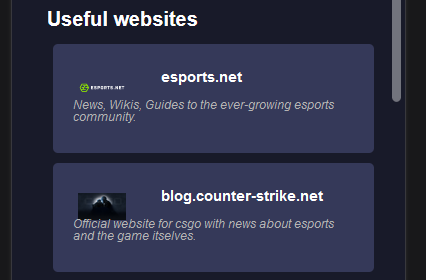 Useful websites
ESPORTS.NET
esports.net
News, Wikis, Guides to the ever-growing esports
community.
blog.counter-strike.net
Official website for csgo with news about esports
and the game itselves.